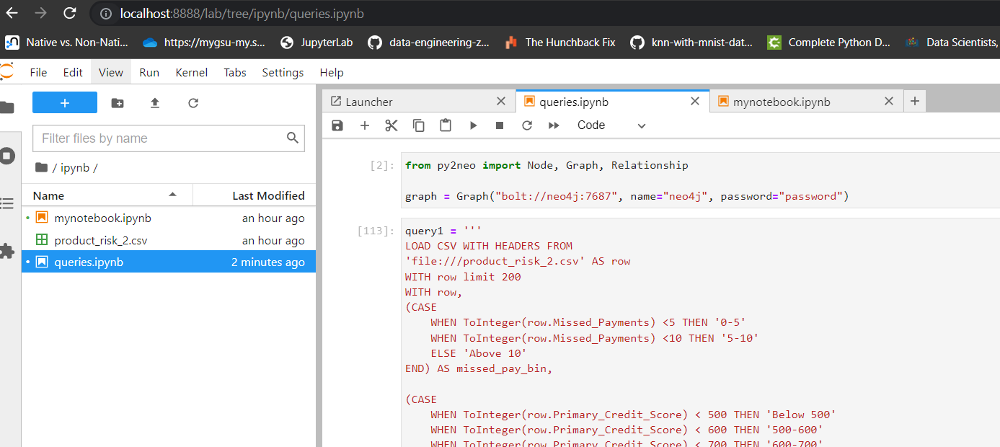 localhost:8888/lab/tree/ipynb/queries.ipynb
Native vs. Non-Nati... https://mygsu-my.s... JupyterLab data-engineering-z... The Hunchback Fix knn-with-mnist-dat... Complete Python D... Data Scientists,
File Edit View Run Kernel Tabs Settings Help
Filter files by name
/ ipynb /
Name Last Modified
mynotebook.ipynb an hour ago
product_risk_2.csv an hour ago
queries.ipynb 2 minutes ago
Launcher queries.ipynb mynotebook.ipynb
Code
[2]: from py2neo import Node, Graph, Relationship
graph = Graph("bolt://neo4j:7687", name="neo4j", password="password")
[113]: query1 = '''
LOAD CSV WITH HEADERS FROM
'file:///product_risk_2.csv' AS row
WITH row limit 200
WITH row,
(CASE
WHEN ToInteger(row.Missed_Payments) <5 THEN '0-5'
WHEN ToInteger(row.Missed_Payments) <10 THEN '5-10'
ELSE 'Above 10'
END) AS missed_pay_bin,
(CASE
WHEN ToInteger(row.Primary_Credit_Score) < 500 THEN 'Below 500'
WHEN ToInteger(row.Primary_Credit_Score) < 600 THEN '500-600'
WHEN ToInteger(row.Primary_Credit_Score) < 700 THEN '600-700'